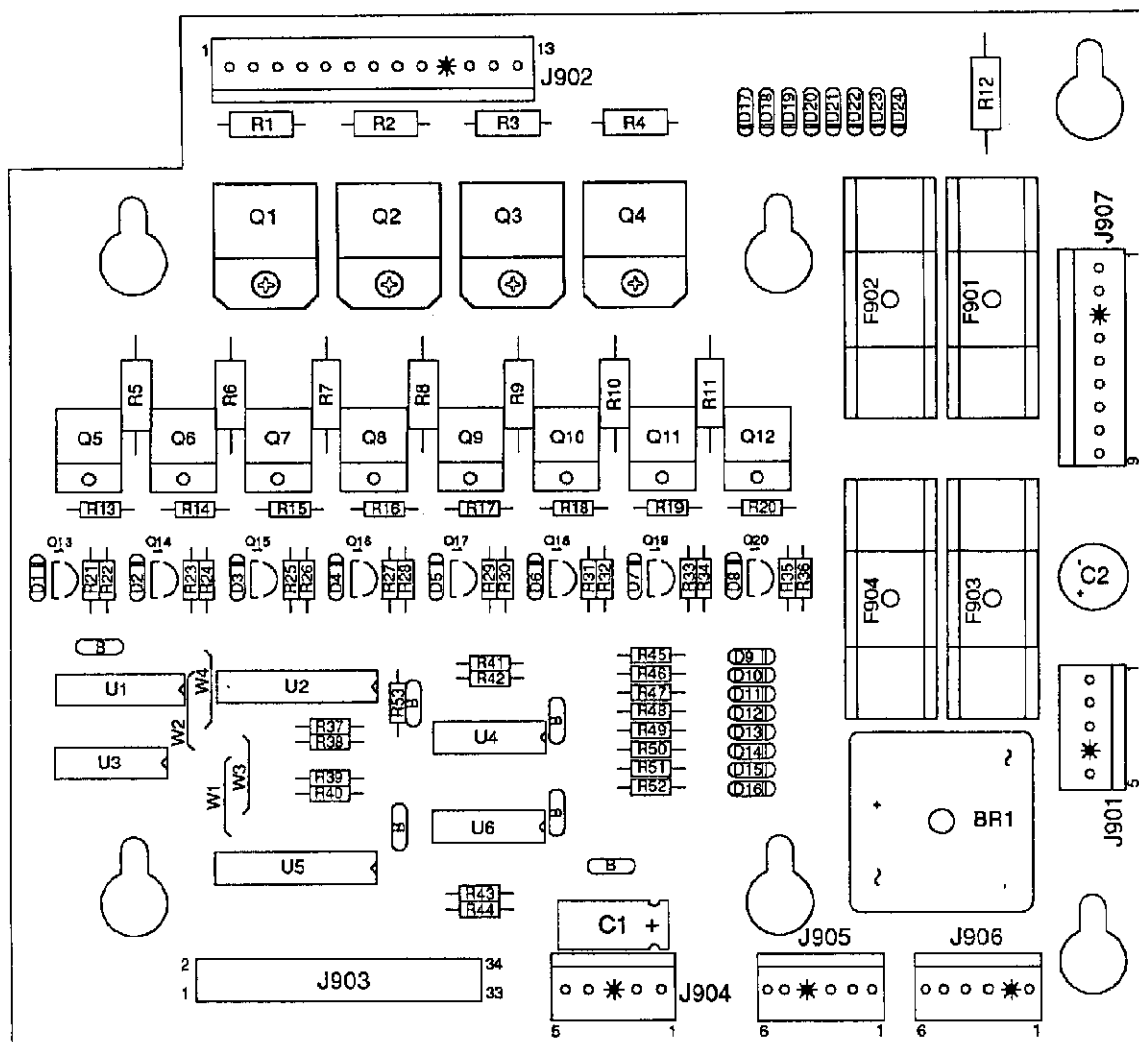 1 13
J902
R1 R2 R3 R4
D17 D18 D19 D20 D21 D22 D23 D24
R12
Q1 Q2 Q3 Q4
F902 F901
J907
1
9
R5 R6 R7 R8 R9 R10 R11
Q5 Q6 Q7 Q8 Q9 Q10 Q11 Q12
R13 R14 R15 R16 R17 R18 R19 R20
Q13 Q14 Q15 Q16 Q17 Q18 Q19 Q20
D1 R21 R22 D2 R23 R24 D3 R25 R26 D4 R27 R28 D5 R29 R30 D6 R31 R32 D7 R33 R34 D8 R35 R36
F904 F903
- C2
+
B
U1 W4 U2 R53 B
W2
U3
R41
R42
R37
R38
U4 B
R45
R46
R47
R48
R49
R50
R51
R52
D9
D10
D11
D12
D13
D14
D15
D16
1
5
J901
W1 W3
R39
R40
B
U6 B
+ BR1 ~
~ -
U5
B
R43
R44
C1 +
J905 J906
2 34
J903
1 33
J904
5 1
6 1
6 1